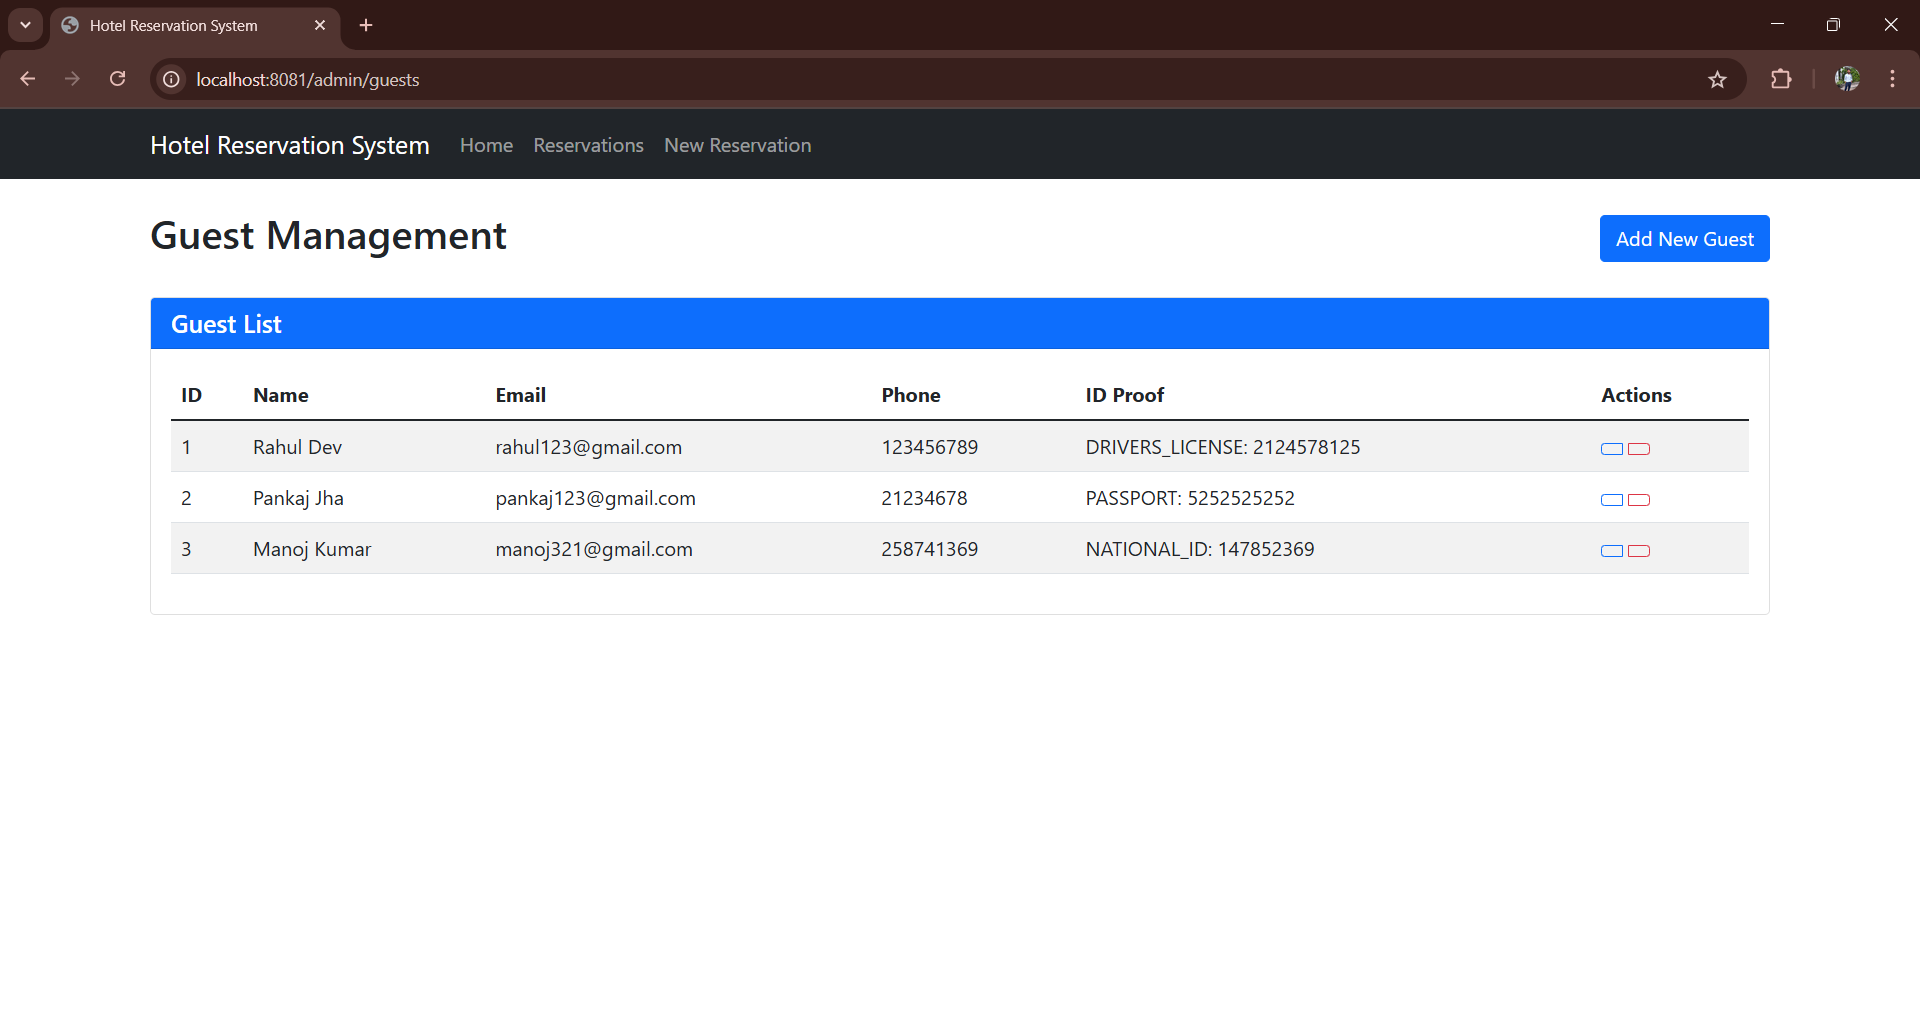 Hotel Reservation System
localhost:8081/admin/guests
Hotel Reservation System Home Reservations New Reservation
Guest Management Add New Guest
Guest List
ID Name Email Phone ID Proof Actions
1 Rahul Dev rahul123@gmail.com 123456789 DRIVERS_LICENSE: 2124578125
2 Pankaj Jha pankaj123@gmail.com 21234678 PASSPORT: 5252525252
3 Manoj Kumar manoj321@gmail.com 258741369 NATIONAL_ID: 147852369